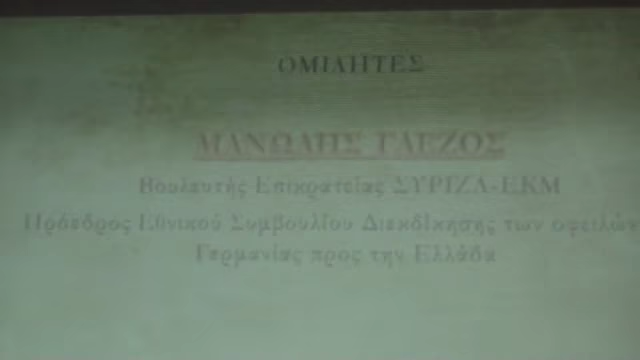 ΟΜΙΛΗΤΕΣ
ΜΑΝΩΛΗΣ ΓΛΕΖΟΣ
Βουλευτής Επικρατείας ΣΥΡΙΖΑ-ΕΚΜ
Πρόεδρος Εθνικού Συμβουλίου Διεκδίκησης των οφειλών
Γερμανίας προς την Ελλάδα